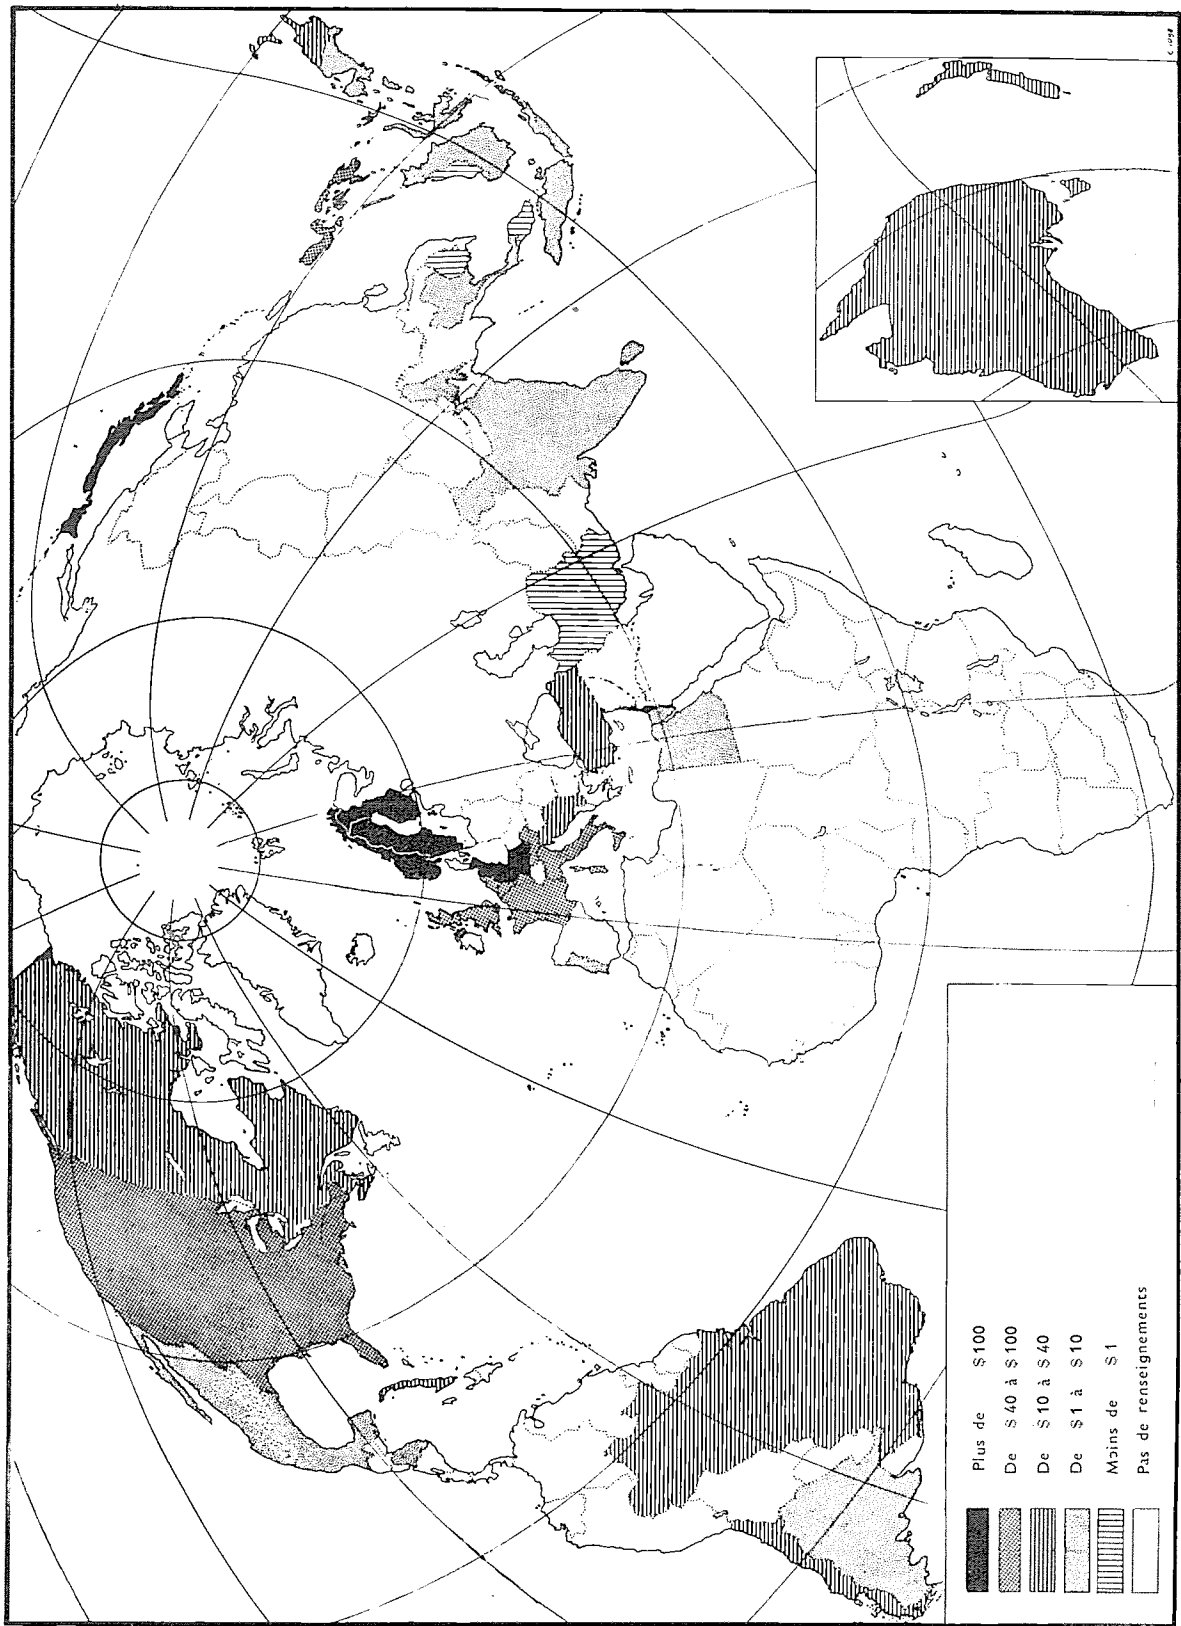 Plus de $100
De $40 à $100
De $10 à $40
De $1 à $10
Moins de $1
Pas de renseignements